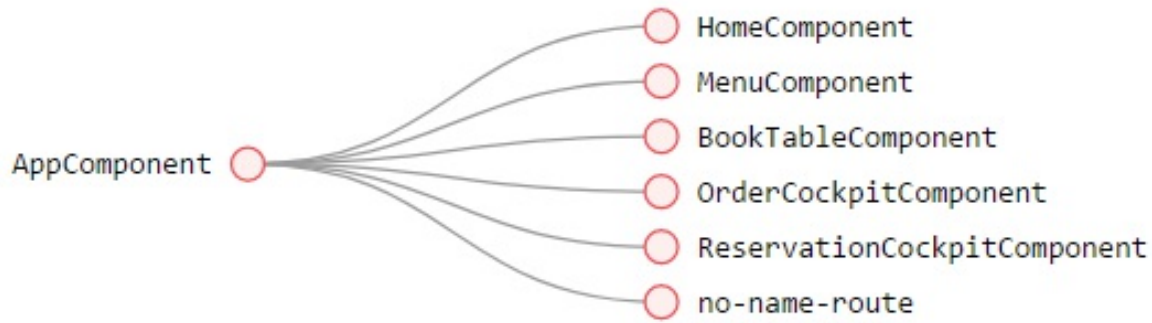 HomeComponent
MenuComponent
BookTableComponent
AppComponent
OrderCockpitComponent
ReservationCockpitComponent
no-name-route